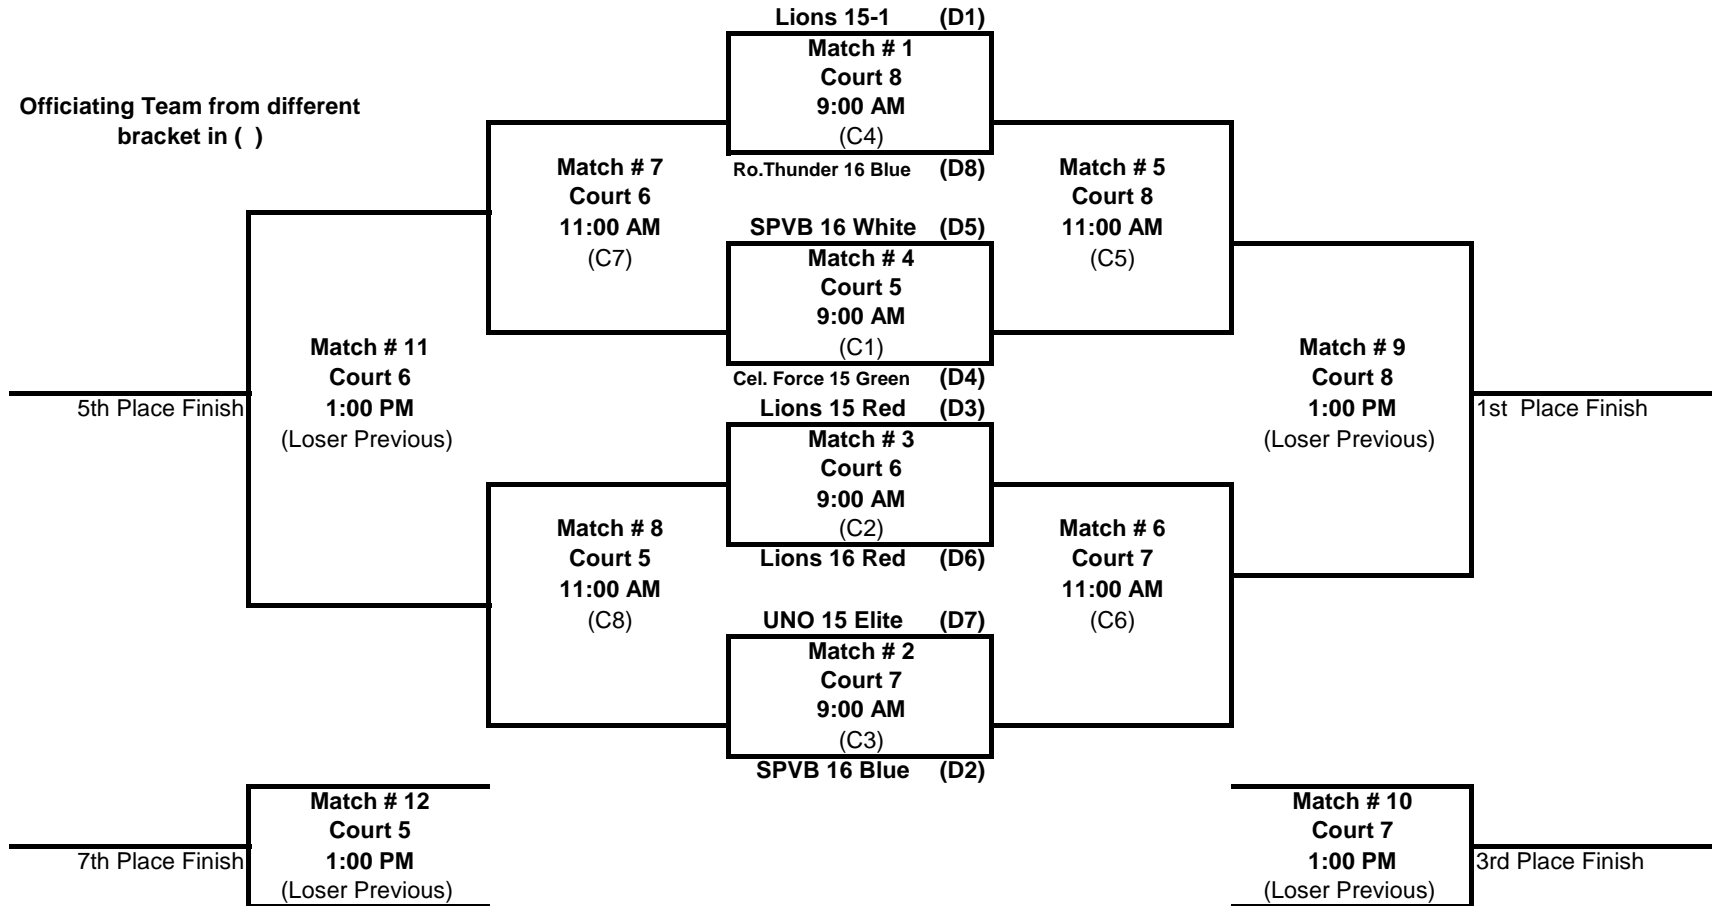 Lions 15-1 (D1)
Match # 1
Court 8
9:00 AM
(C4)
Ro.Thunder 16 Blue (D8)
Officiating Team from different
bracket in ( )
Match # 7
Court 6
11:00 AM
(C7)
Match # 5
Court 8
11:00 AM
(C5)
SPVB 16 White (D5)
Match # 4
Court 5
9:00 AM
(C1)
Cel. Force 15 Green (D4)
Match # 11
Court 6
1:00 PM
(Loser Previous)
5th Place Finish
Match # 9
Court 8
1:00 PM
(Loser Previous)
1st Place Finish
Lions 15 Red (D3)
Match # 3
Court 6
9:00 AM
(C2)
Lions 16 Red (D6)
Match # 8
Court 5
11:00 AM
(C8)
Match # 6
Court 7
11:00 AM
(C6)
UNO 15 Elite (D7)
Match # 2
Court 7
9:00 AM
(C3)
SPVB 16 Blue (D2)
Match # 12
Court 5
1:00 PM
(Loser Previous)
7th Place Finish
Match # 10
Court 7
1:00 PM
(Loser Previous)
3rd Place Finish